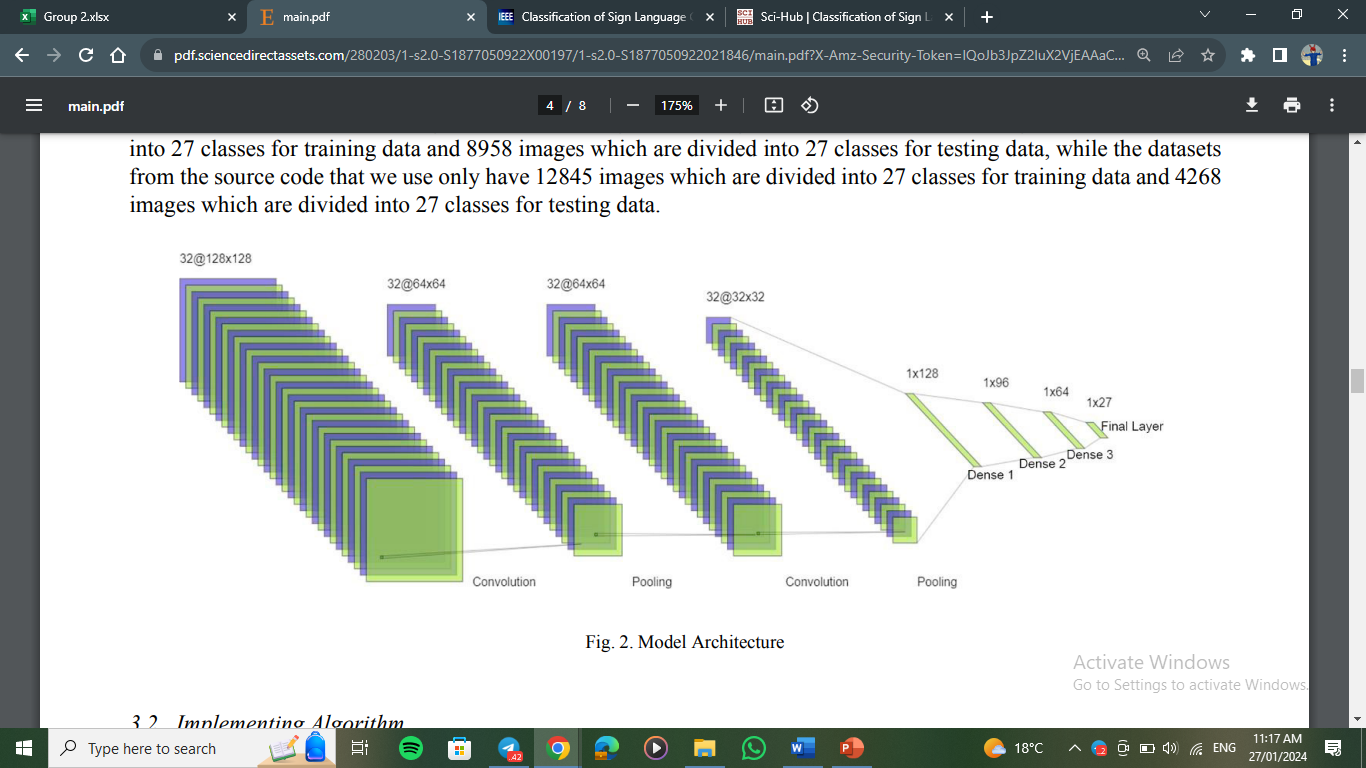 Group 2.xlsx
main.pdf
Classification of Sign Language
Sci-Hub | Classification of Sign L
pdf.sciencedirectassets.com/280203/1-s2.0-S1877050922X00197/1-s2.0-S1877050922021846/main.pdf?X-Amz-Security-Token=IQoJb3JpZ2luX2VjEAAaC...
main.pdf
4 / 8
175%
into 27 classes for training data and 8958 images which are divided into 27 classes for testing data, while the datasets
from the source code that we use only have 12845 images which are divided into 27 classes for training data and 4268
images which are divided into 27 classes for testing data.
32@128x128
32@64x64
32@64x64
32@32x32
1x128
1x96
1x64
1x27
Final Layer
Dense 3
Dense 2
Dense 1
Convolution
Pooling
Convolution
Pooling
Fig. 2. Model Architecture
Activate Windows
Go to Settings to activate Windows.
3.2 Implementing Algorithm
Type here to search
18°C
ENG
11:17 AM
27/01/2024